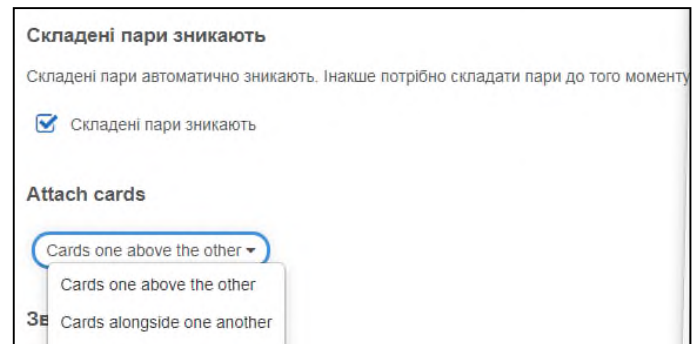 Складені пари зникають
Складені пари автоматично зникають. Інакше потрібно складати пари до того моменту
Складені пари зникають
Attach cards
Cards one above the other
Cards one above the other
Зв
Cards alongside one another